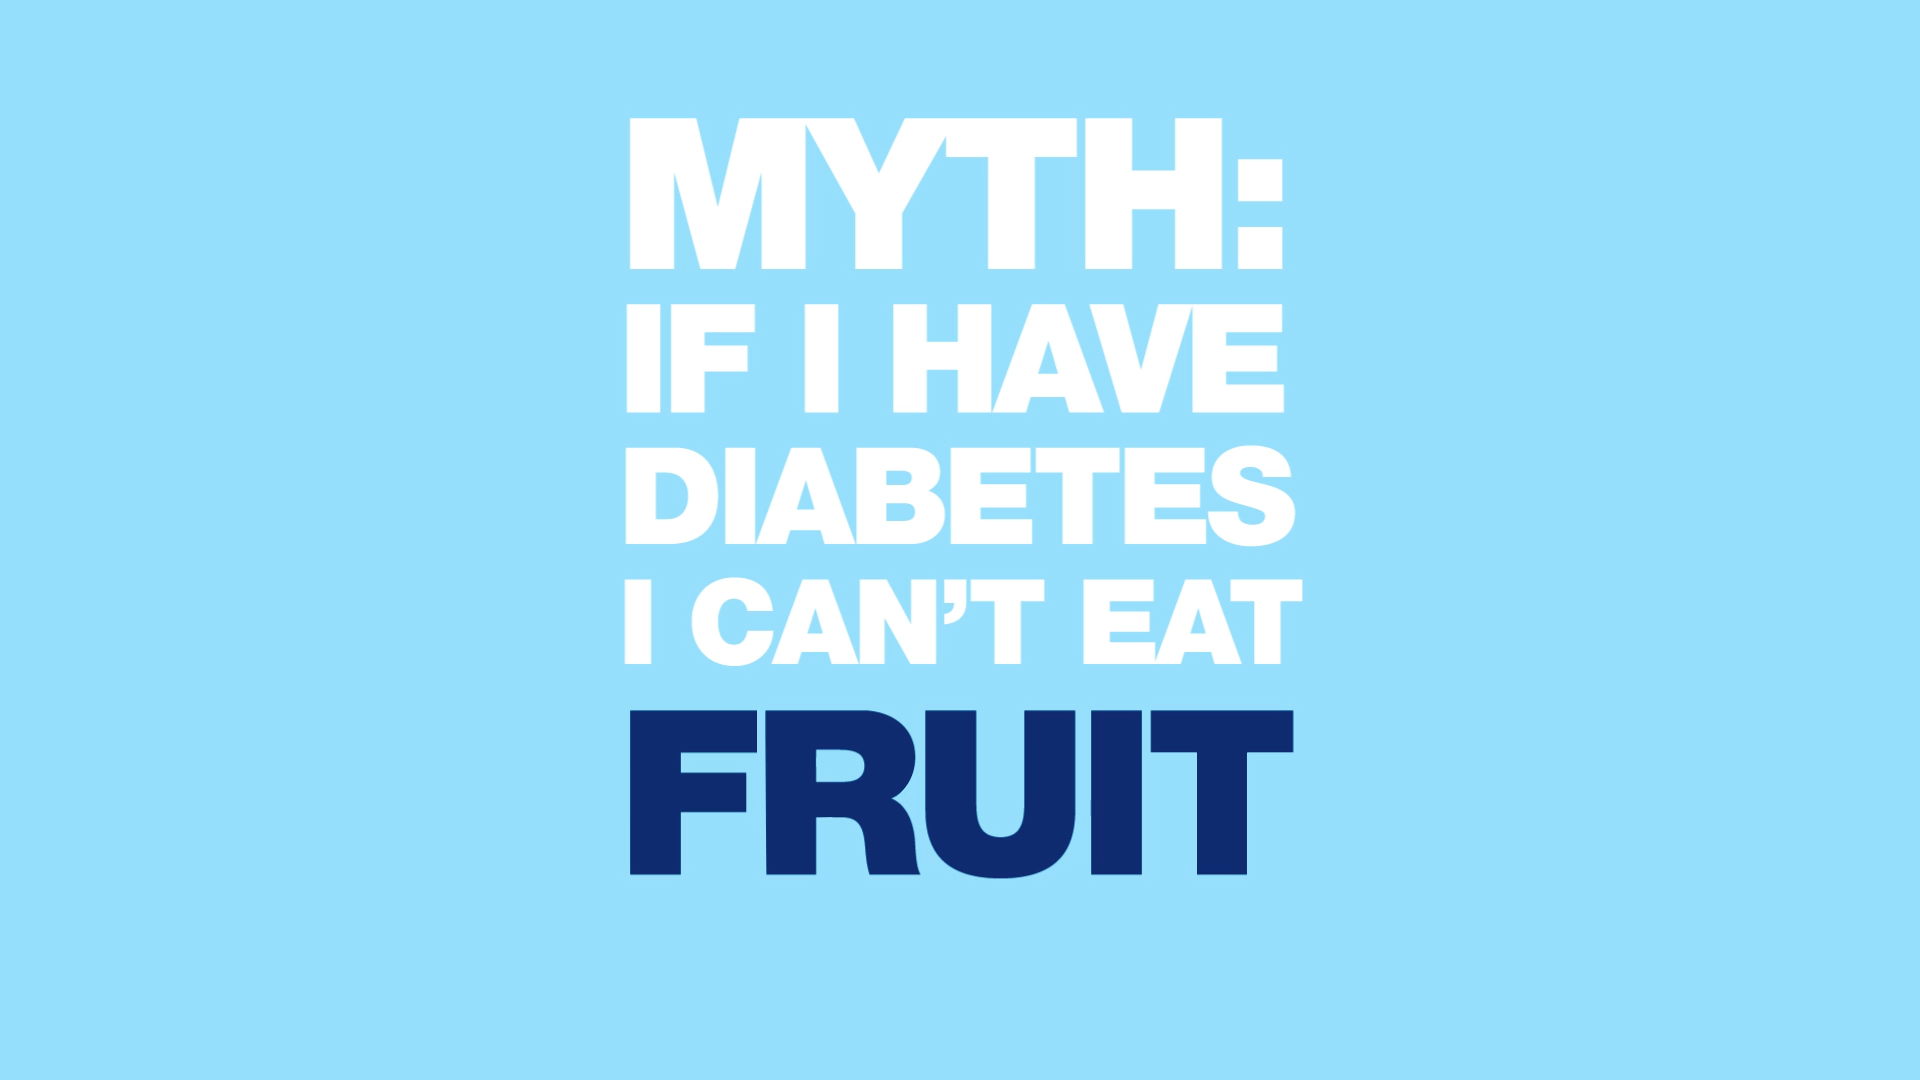 MYTH:
IF I HAVE
DIABETES
I CAN’T EAT
FRUIT